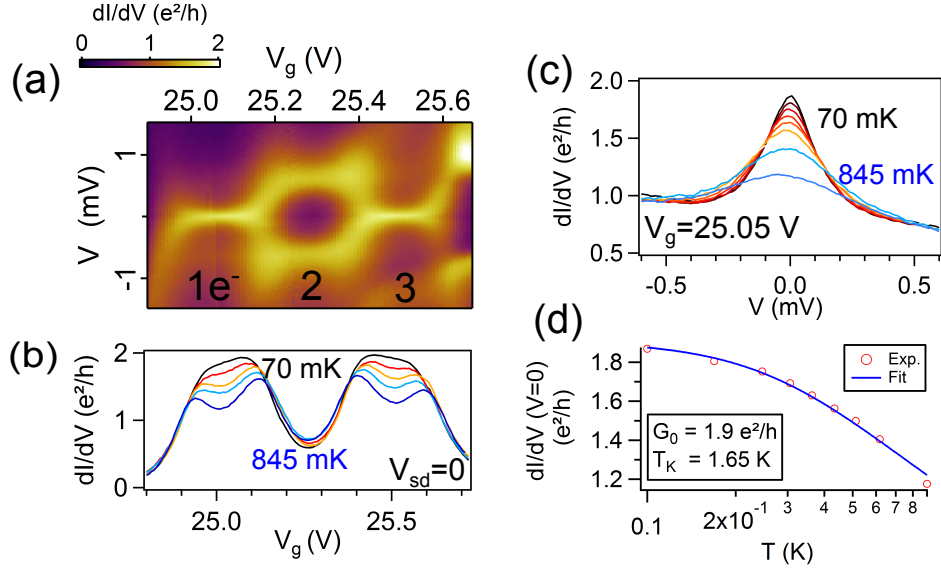 dI/dV (e²/h)
0 1 2
(a)
V_g (V)
25.0 25.2 25.4 25.6
1
-1
V (mV)
1e⁻ 2 3
(b)
dI/dV (e²/h)
2
1
0
70 mK
845 mK
V_sd=0
25.0 25.5
V_g (V)
(c)
dI/dV (e²/h)
2.0
1.5
1.0
0.5
70 mK
845 mK
V_g=25.05 V
-0.5 0.0 0.5
V (mV)
(d)
dI/dV (V=0)
(e²/h)
1.8
1.6
1.4
1.2
Exp.
Fit
G₀ = 1.9 e²/h
T_K = 1.65 K
0.1 2x10⁻¹ 3 4 5 6 7 8
T (K)